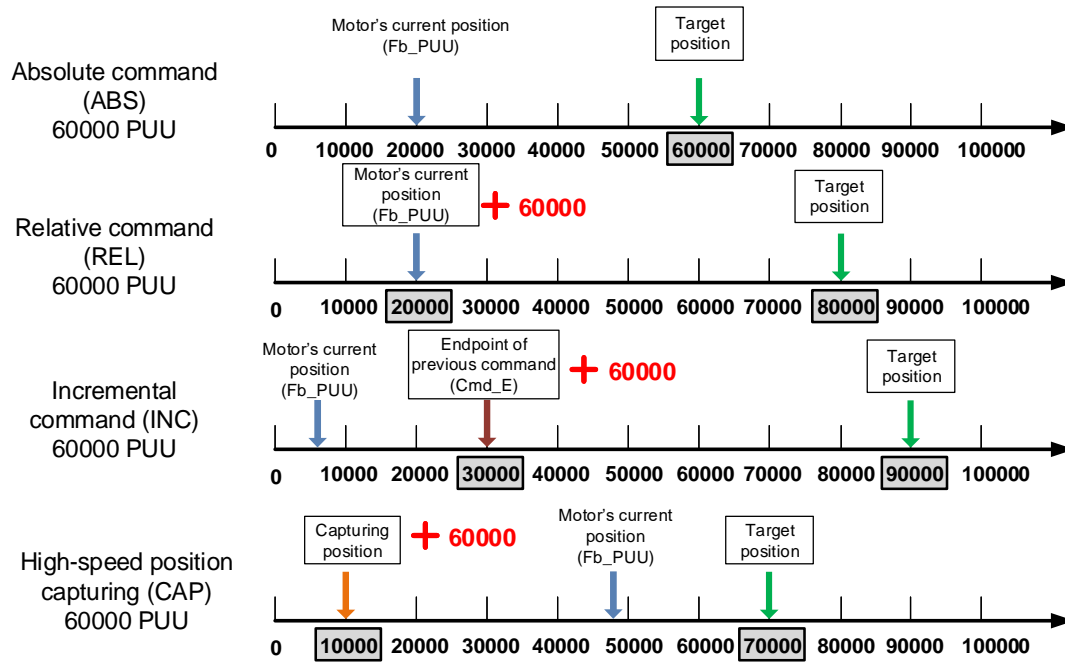 Motor's current position
(Fb_PUU)
Target
position
Absolute command
(ABS)
60000 PUU
0 10000 20000 30000 40000 50000 60000 70000 80000 90000 100000
Motor's current
position
(Fb_PUU)
+ 60000
Target
position
Relative command
(REL)
60000 PUU
0 10000 20000 30000 40000 50000 60000 70000 80000 90000 100000
Motor's current
position
(Fb_PUU)
Endpoint of
previous command
(Cmd_E)
+ 60000
Target
position
Incremental
command (INC)
60000 PUU
0 10000 20000 30000 40000 50000 60000 70000 80000 90000 100000
Capturing
position
+ 60000
Motor's current
position
(Fb_PUU)
Target
position
High-speed position
capturing (CAP)
60000 PUU
0 10000 20000 30000 40000 50000 60000 70000 80000 90000 100000